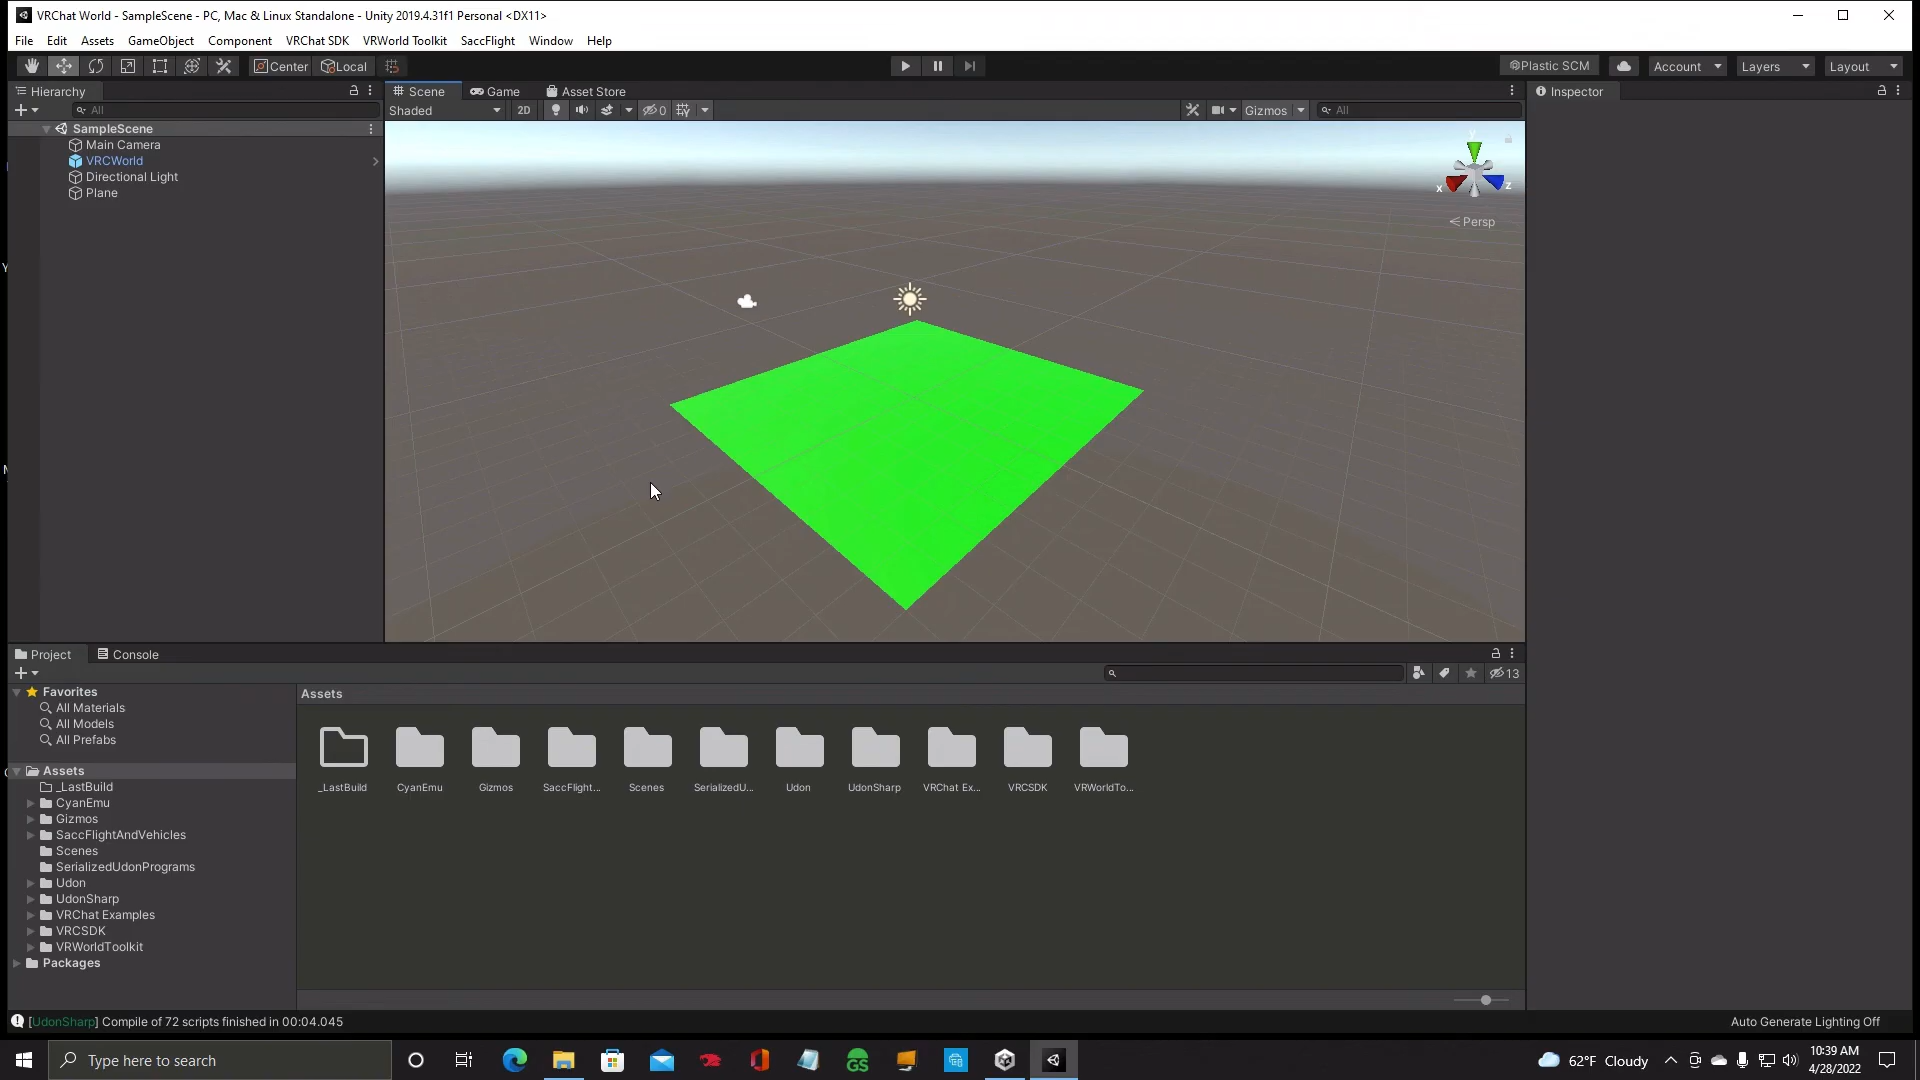 VRChat World - SampleScene - PC, Mac & Linux Standalone - Unity 2019.4.31f1 Personal <DX11>
File Edit Assets GameObject Component VRChat SDK VRWorld Toolkit SaccFlight Window Help
Center Local Plastic SCM Account Layers Layout
Hierarchy Scene Game Asset Store Inspector
All Shaded 2D 0 Gizmos All
SampleScene
Main Camera
VRCWorld
Directional Light
Plane
y
x z
Persp
Project Console
13
Favorites Assets
All Materials
All Models
All Prefabs
Assets
_LastBuild
CyanEmu
Gizmos
SaccFlightAndVehicles
Scenes
SerializedUdonPrograms
Udon
UdonSharp
VRChat Examples
VRCSDK
VRWorldToolkit
Packages
_LastBuild CyanEmu Gizmos SaccFlight... Scenes SerializedU... Udon UdonSharp VRChat Ex... VRCSDK VRWorldTo...
[UdonSharp] Compile of 72 scripts finished in 00:04.045 Auto Generate Lighting Off
Type here to search GS 62°F Cloudy 10:39 AM
4/28/2022